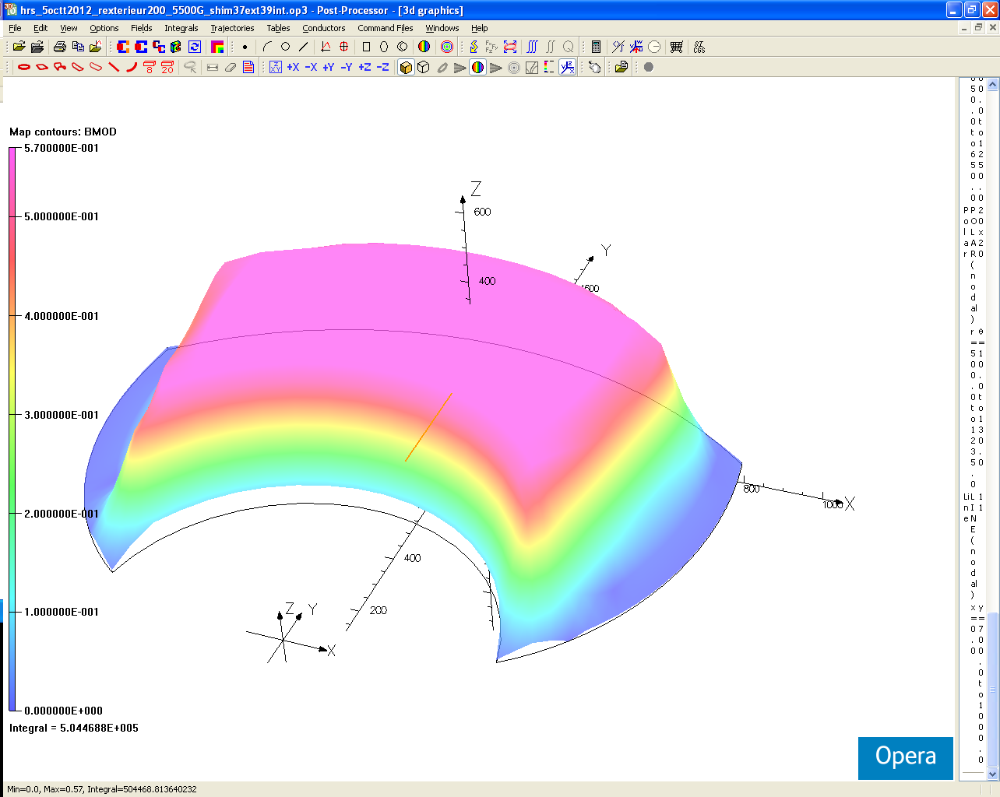 hrs_5octt2012_rexterieur200_5500G_shim37ext39int.op3 - Post-Processor - [3d graphics]
File Edit View Options Fields Integrals Trajectories Tables Conductors Command Files Windows Help
+X -X +Y -Y +Z -Z
Map contours: BMOD
5.700000E-001
5.000000E-001
4.000000E-001
3.000000E-001
2.000000E-001
1.000000E-001
0.000000E+000
Integral = 5.044688E+005
Z
600
400
Y
X
800
1000
400
200
Z
Y
X
Opera
Min=0.0, Max=0.57, Integral=504468.813640232